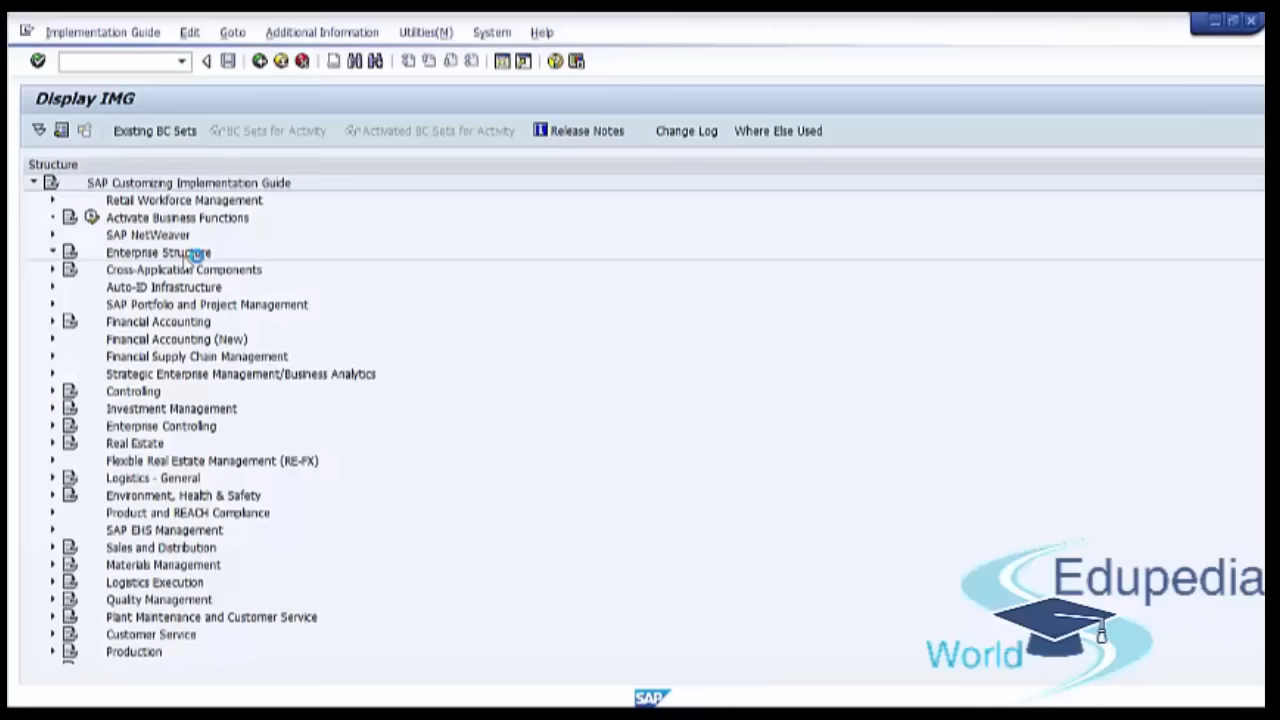 Implementation Guide Edit Goto Additional Information Utilities(M) System Help
Display IMG
Existing BC Sets BC Sets for Activity Activated BC Sets for Activity Release Notes Change Log Where Else Used
Structure
SAP Customizing Implementation Guide
Retail Workforce Management
Activate Business Functions
SAP NetWeaver
Enterprise Structure
Cross-Application Components
Auto-ID Infrastructure
SAP Portfolio and Project Management
Financial Accounting
Financial Accounting (New)
Financial Supply Chain Management
Strategic Enterprise Management/Business Analytics
Controlling
Investment Management
Enterprise Controlling
Real Estate
Flexible Real Estate Management (RE-FX)
Logistics - General
Environment, Health & Safety
Product and REACH Compliance
SAP EHS Management
Sales and Distribution
Materials Management
Logistics Execution
Quality Management
Plant Maintenance and Customer Service
Customer Service
Production
Edupedia
World
SAP